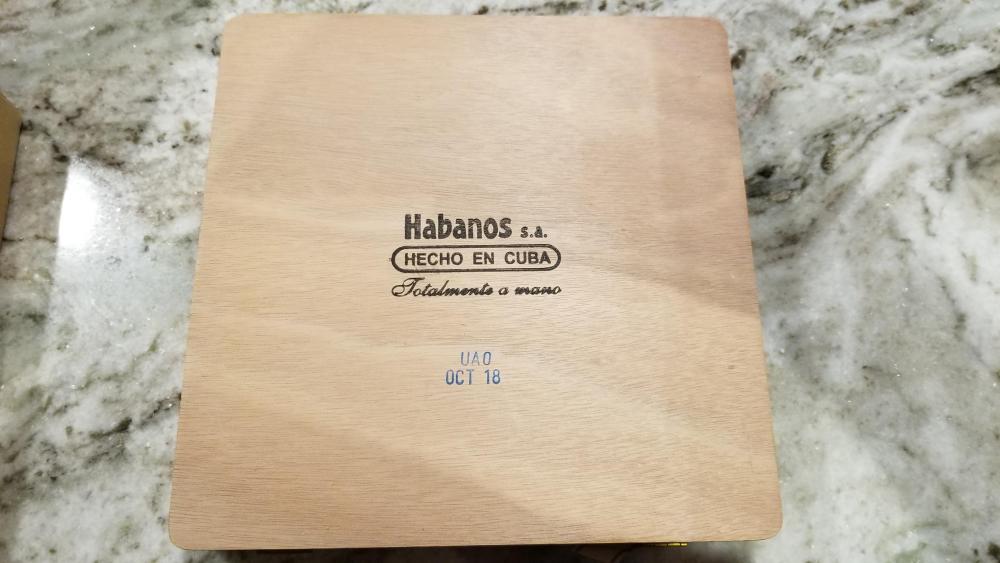 Habanos s.a.
HECHO EN CUBA
Totalmente a mano
UAO
OCT 18